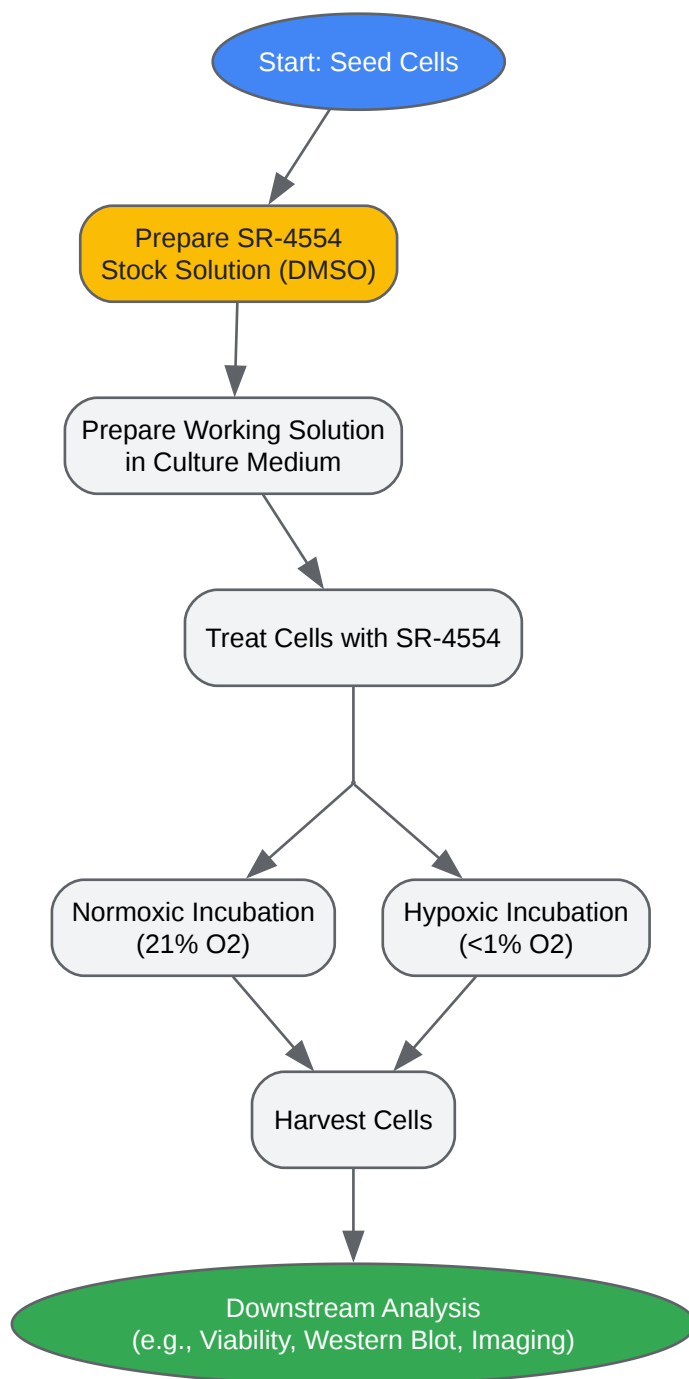 Start: Seed Cells
Prepare SR-4554
Stock Solution (DMSO)
Prepare Working Solution
in Culture Medium
Treat Cells with SR-4554
Normoxic Incubation
(21% O2)
Hypoxic Incubation
(<1% O2)
Harvest Cells
Downstream Analysis
(e.g., Viability, Western Blot, Imaging)